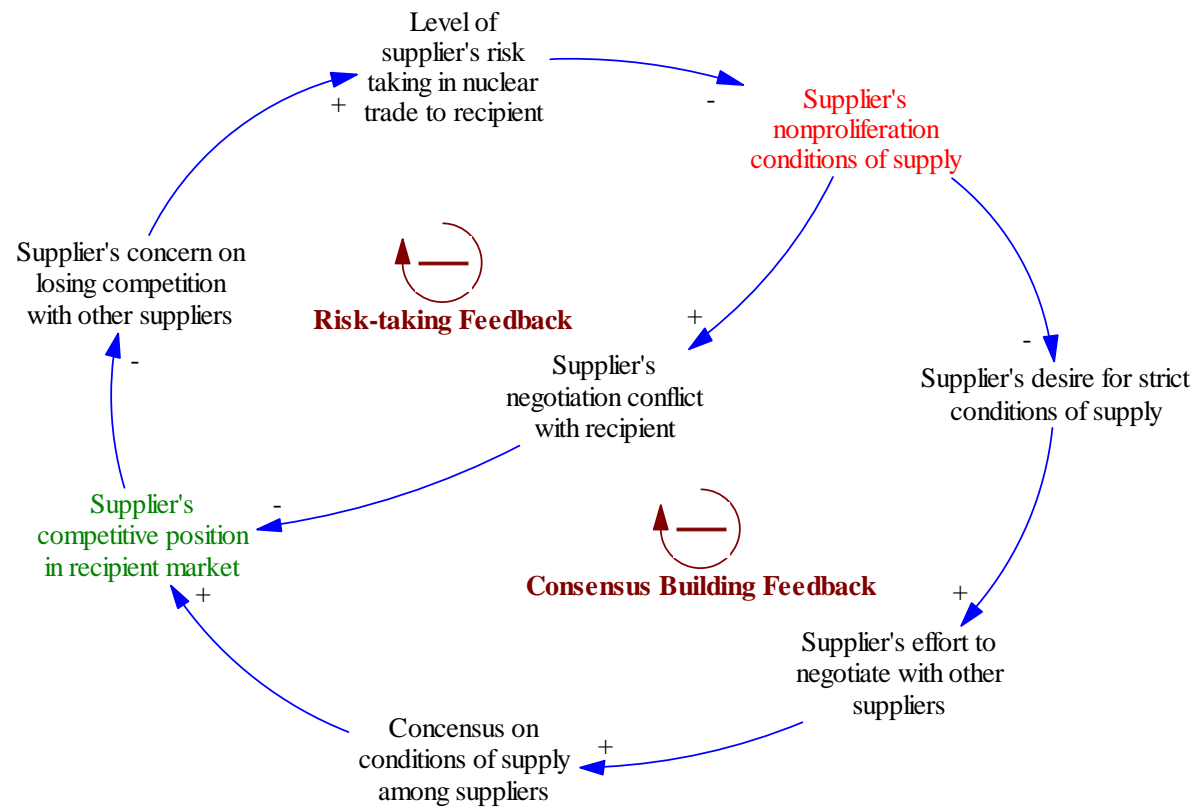 Level of
supplier's risk
taking in nuclear
trade to recipient
+
-
Supplier's
nonproliferation
conditions of supply
Supplier's concern on
losing competition
with other suppliers
-
Risk-taking Feedback
+
Supplier's
negotiation conflict
with recipient
-
Supplier's desire for strict
conditions of supply
-
Supplier's
competitive position
in recipient market
+
Consensus Building Feedback
+
Supplier's effort to
negotiate with other
suppliers
Concensus on
conditions of supply
among suppliers
+